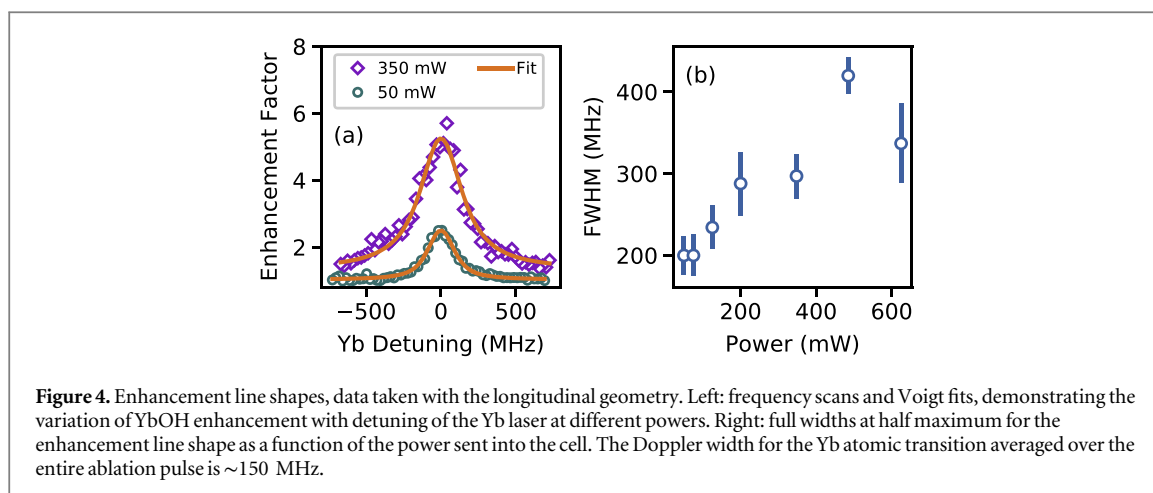 8
6
4
2
Enhancement Factor
350 mW
Fit
50 mW
(a)
−500
0
500
Yb Detuning (MHz)
400
300
200
FWHM (MHz)
(b)
200
400
600
Power (mW)
Figure 4. Enhancement line shapes, data taken with the longitudinal geometry. Left: frequency scans and Voigt fits, demonstrating the
variation of YbOH enhancement with detuning of the Yb laser at different powers. Right: full widths at half maximum for the
enhancement line shape as a function of the power sent into the cell. The Doppler width for the Yb atomic transition averaged over the
entire ablation pulse is ~150 MHz.